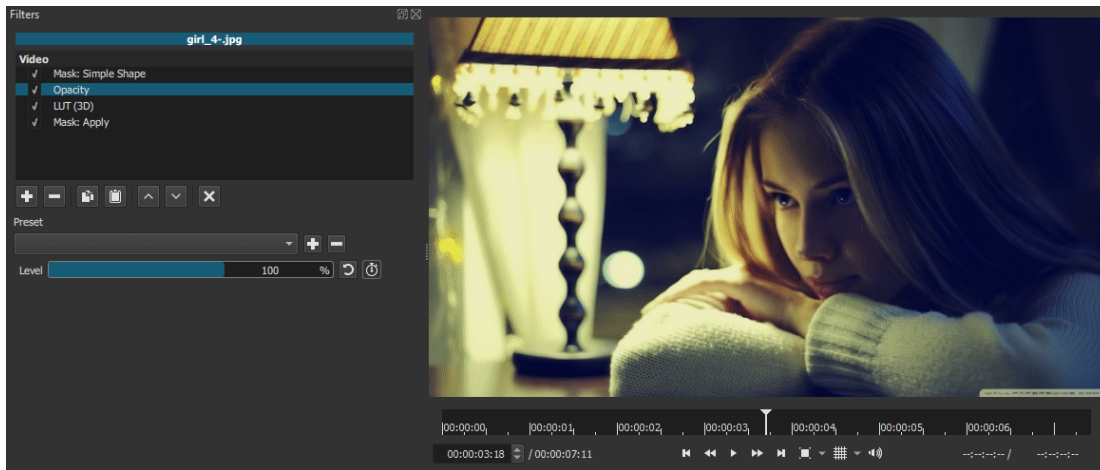 Filters
girl_4-.jpg
Video
Mask: Simple Shape
Opacity
LUT (3D)
Mask: Apply
Preset
Level 100 %
00:00:00 00:00:01 00:00:02 00:00:03 00:00:04 00:00:05 00:00:06
00:00:03:18 / 00:00:07:11 --:--:--:-- / --:--:--:--